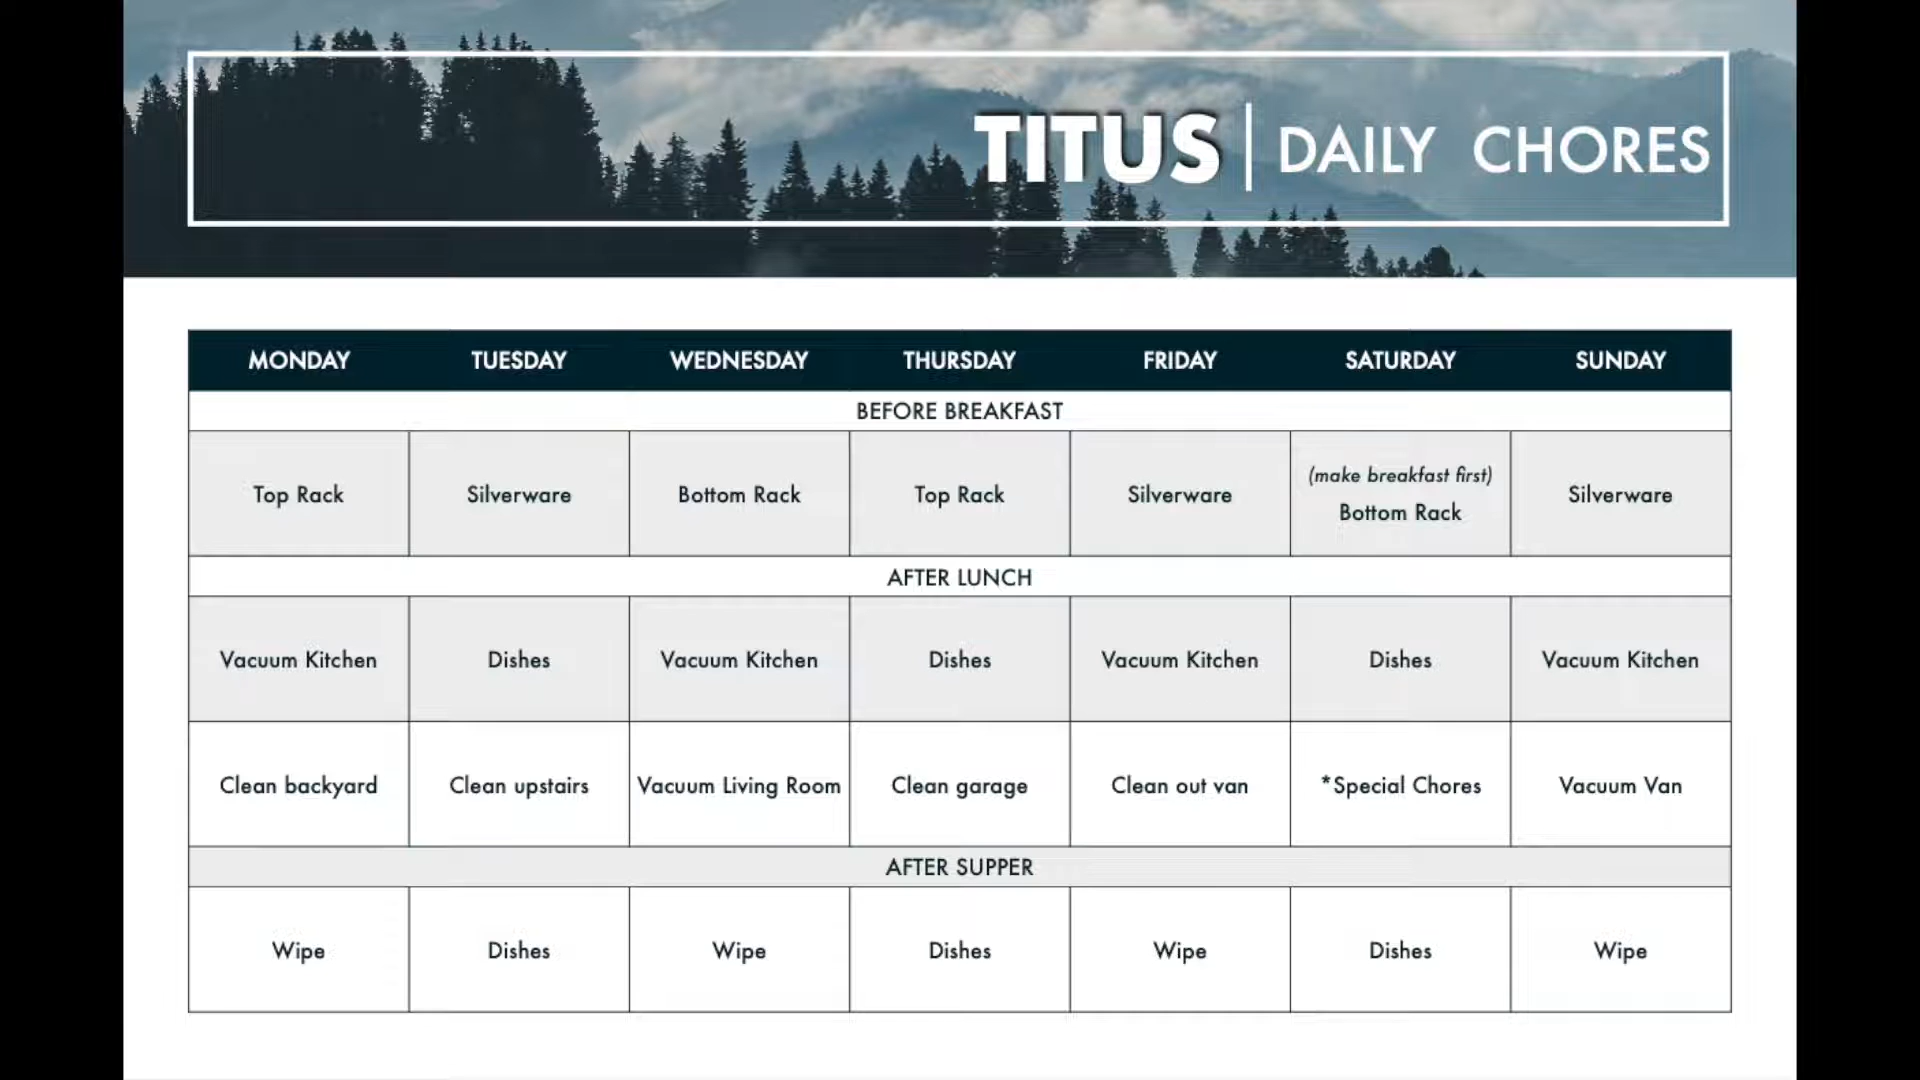 TITUS | DAILY CHORES
MONDAY TUESDAY WEDNESDAY THURSDAY FRIDAY SATURDAY SUNDAY
BEFORE BREAKFAST
Top Rack Silverware Bottom Rack Top Rack Silverware (make breakfast first) Bottom Rack Silverware
AFTER LUNCH
Vacuum Kitchen Dishes Vacuum Kitchen Dishes Vacuum Kitchen Dishes Vacuum Kitchen
Clean backyard Clean upstairs Vacuum Living Room Clean garage Clean out van *Special Chores Vacuum Van
AFTER SUPPER
Wipe Dishes Wipe Dishes Wipe Dishes Wipe